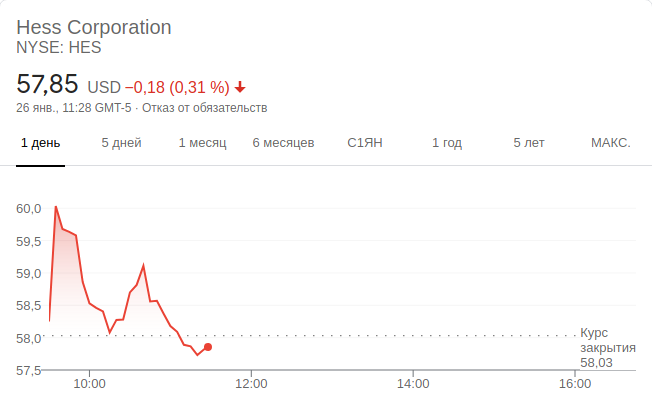 Hess Corporation
NYSE: HES
57,85 USD −0,18 (0,31 %)
26 янв., 11:28 GMT-5 · Отказ от обязательств
1 день 5 дней 1 месяц 6 месяцев С1ЯН 1 год 5 лет МАКС.
60,0
59,5
59,0
58,5
58,0
57,5
Курс
закрытия
58,03
10:00 12:00 14:00 16:00